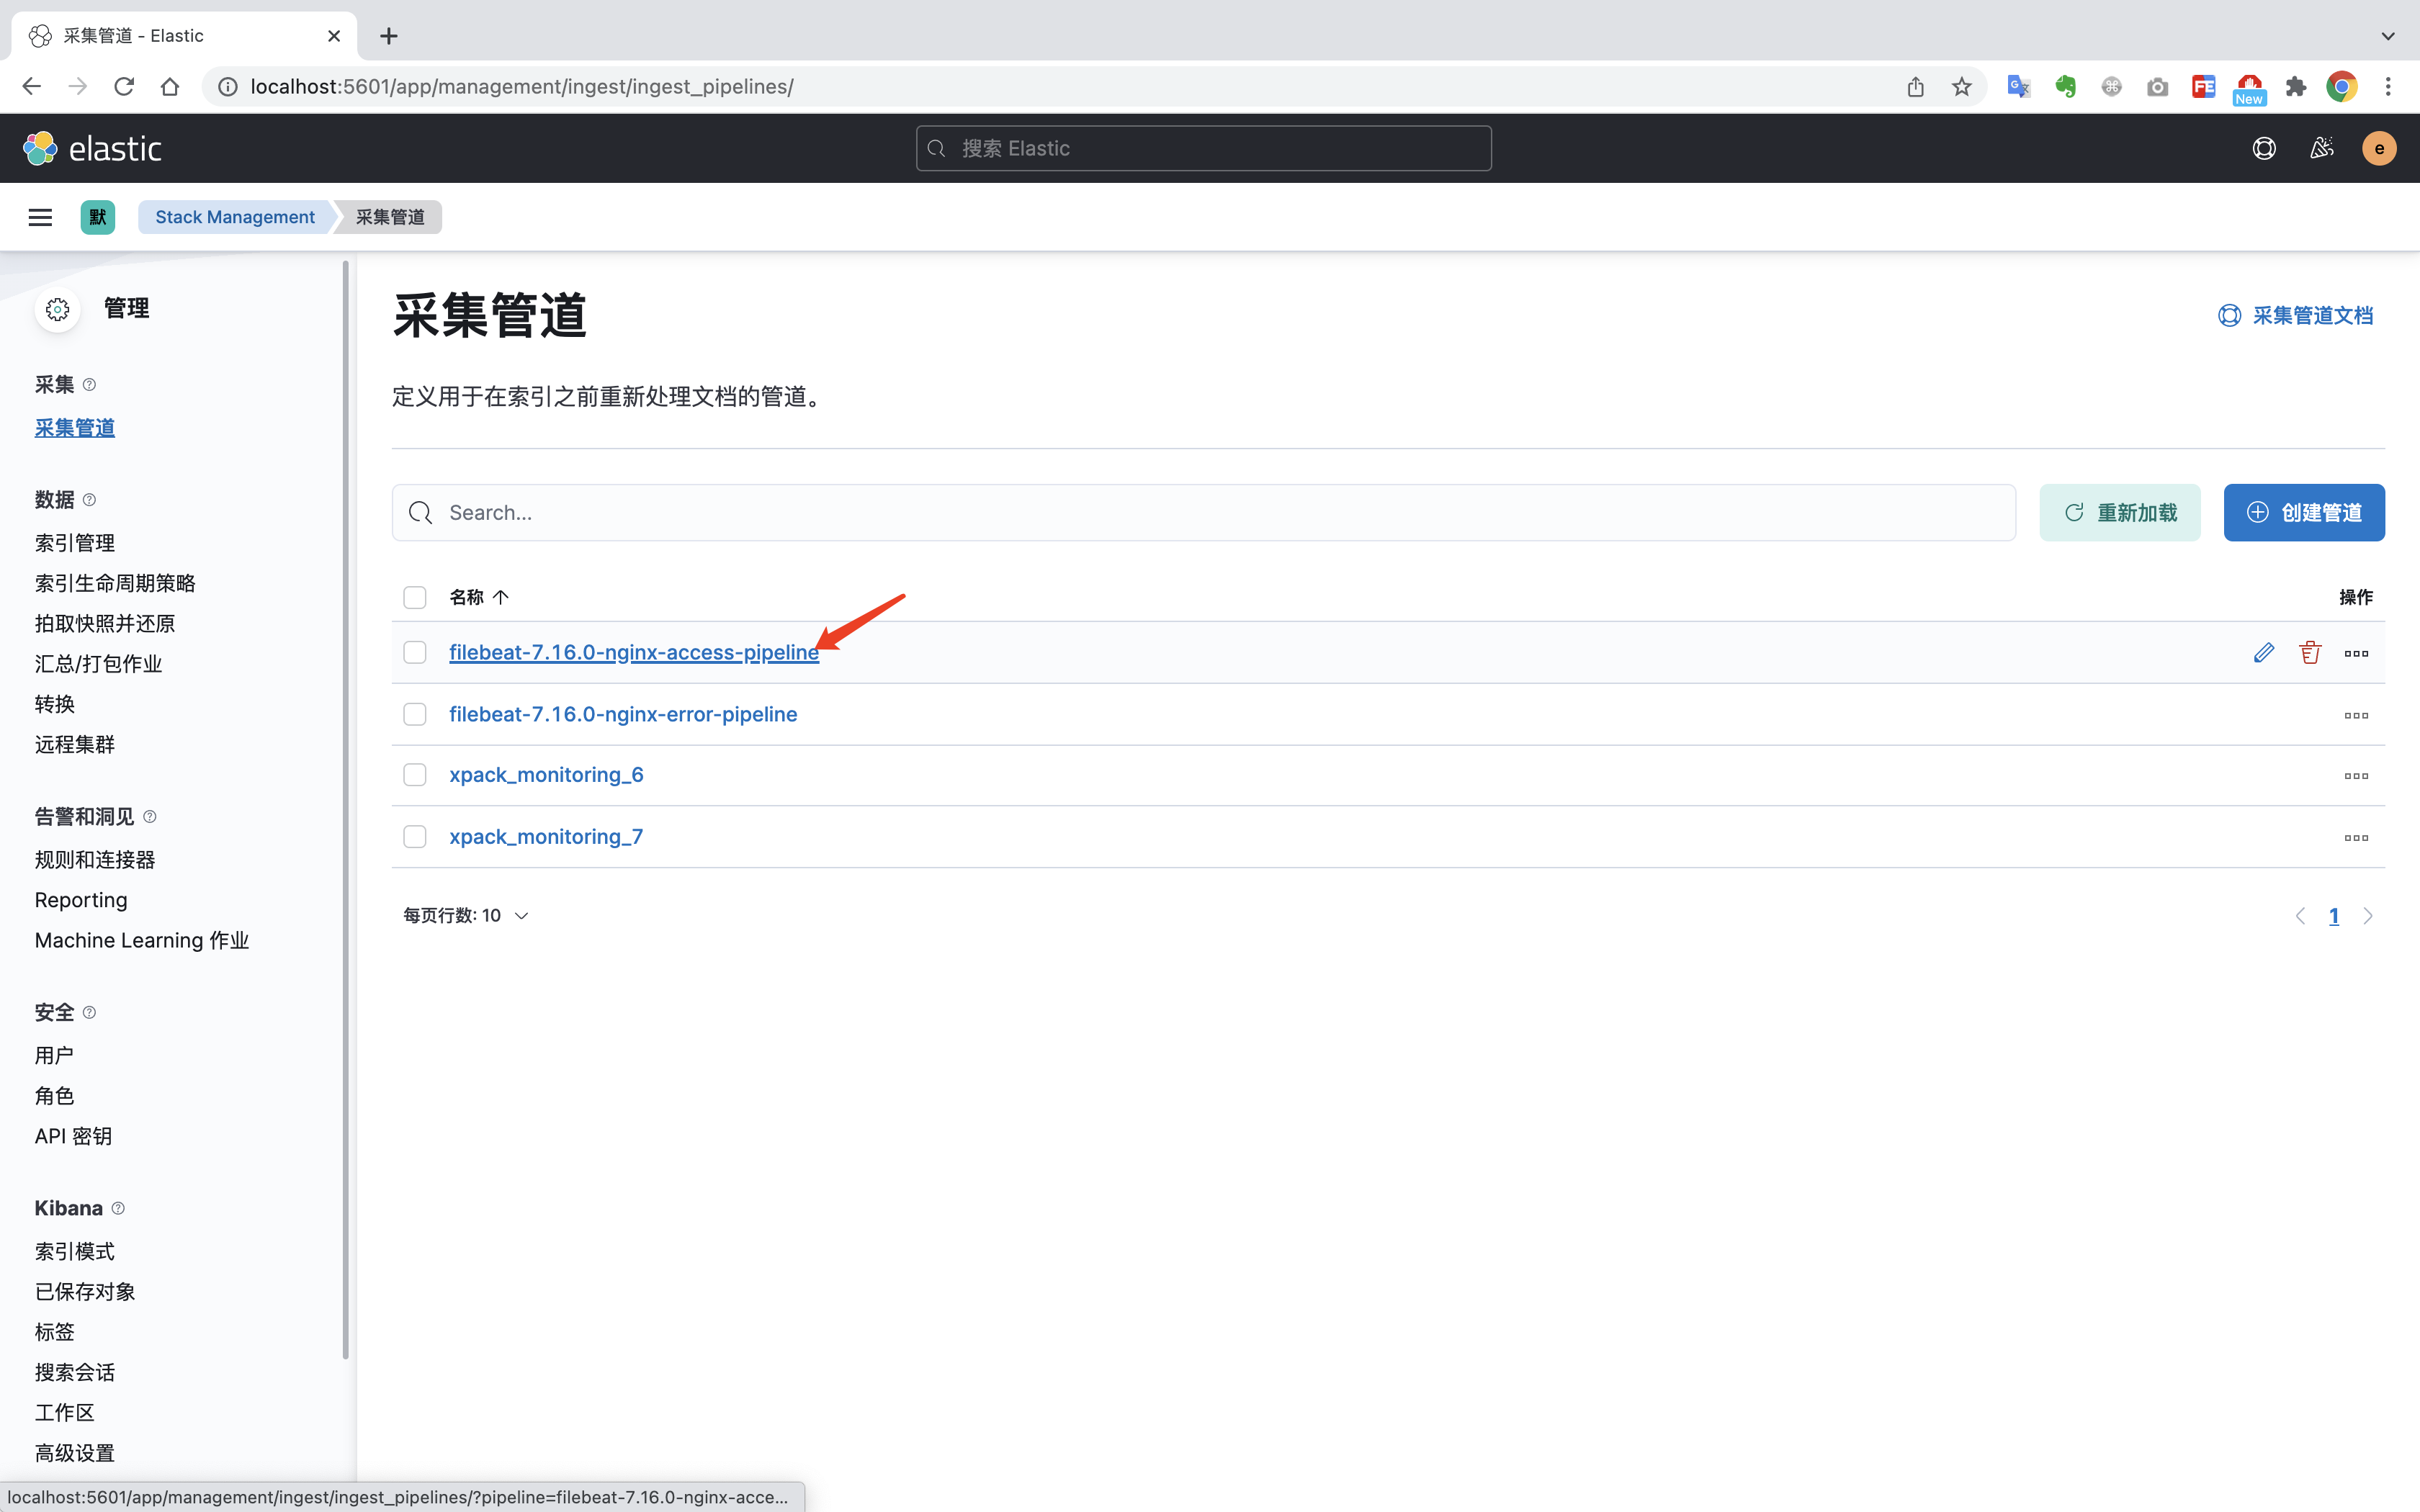 采集管道 - Elastic
localhost:5601/app/management/ingest/ingest_pipelines/
New
elastic
搜索 Elastic
e
默
Stack Management
采集管道
管理
采集
采集管道
数据
索引管理
索引生命周期策略
拍取快照并还原
汇总/打包作业
转换
远程集群
告警和洞见
规则和连接器
Reporting
Machine Learning 作业
安全
用户
角色
API 密钥
Kibana
索引模式
已保存对象
标签
搜索会话
工作区
高级设置
采集管道
采集管道文档
定义用于在索引之前重新处理文档的管道。
Search...
重新加载
创建管道
名称
操作
filebeat-7.16.0-nginx-access-pipeline
filebeat-7.16.0-nginx-error-pipeline
xpack_monitoring_6
xpack_monitoring_7
每页行数: 10
1
localhost:5601/app/management/ingest/ingest_pipelines/?pipeline=filebeat-7.16.0-nginx-acce...